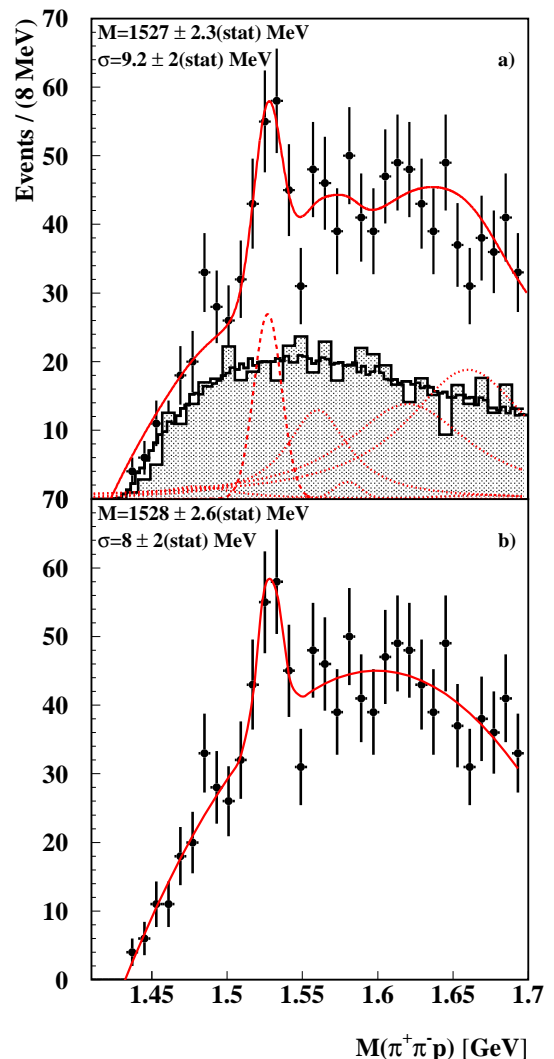 M=1527 ± 2.3(stat) MeV
σ=9.2 ± 2(stat) MeV
a)
Events / (8 MeV)
70
60
50
40
30
20
10
70
M=1528 ± 2.6(stat) MeV
σ=8 ± 2(stat) MeV
b)
60
50
40
30
20
10
0
1.45 1.5 1.55 1.6 1.65 1.7
M(π⁺π⁻p) [GeV]